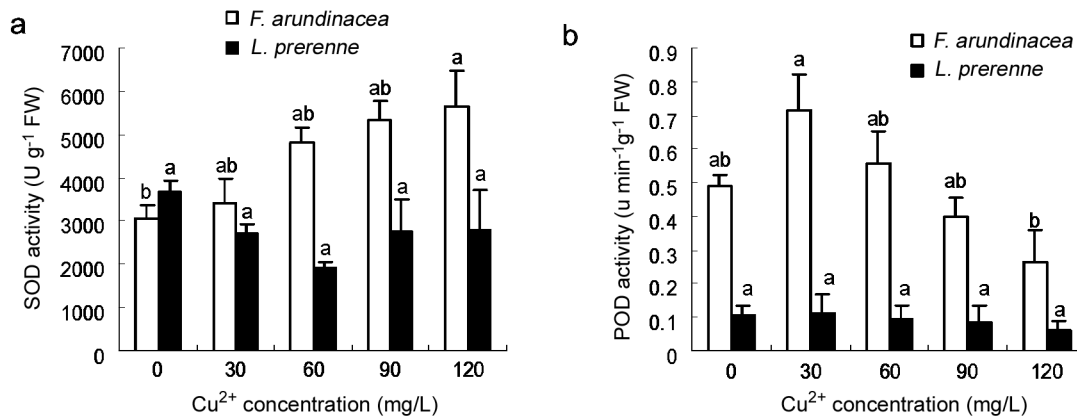 a
F. arundinacea
L. prerenne
7000
6000
5000
4000
3000
2000
1000
0
SOD activity (U g-1 FW)
b a ab a ab a ab a a a
0 30 60 90 120
Cu2+ concentration (mg/L)
b
F. arundinacea
L. prerenne
0.9
0.8
0.7
0.6
0.5
0.4
0.3
0.2
0.1
0
POD activity (u min-1g-1 FW)
ab a a a ab a ab a b a
0 30 60 90 120
Cu2+ concentration (mg/L)